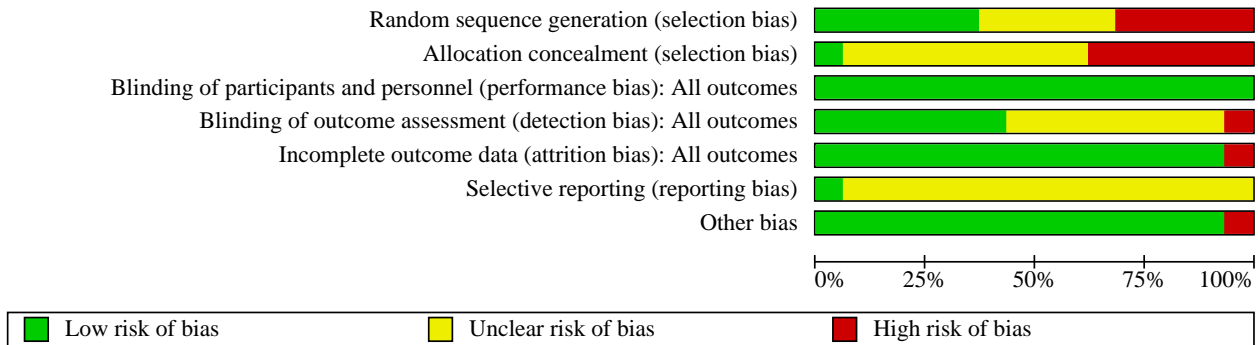 Random sequence generation (selection bias)
Allocation concealment (selection bias)
Blinding of participants and personnel (performance bias): All outcomes
Blinding of outcome assessment (detection bias): All outcomes
Incomplete outcome data (attrition bias): All outcomes
Selective reporting (reporting bias)
Other bias
0% 25% 50% 75% 100%
Low risk of bias Unclear risk of bias High risk of bias